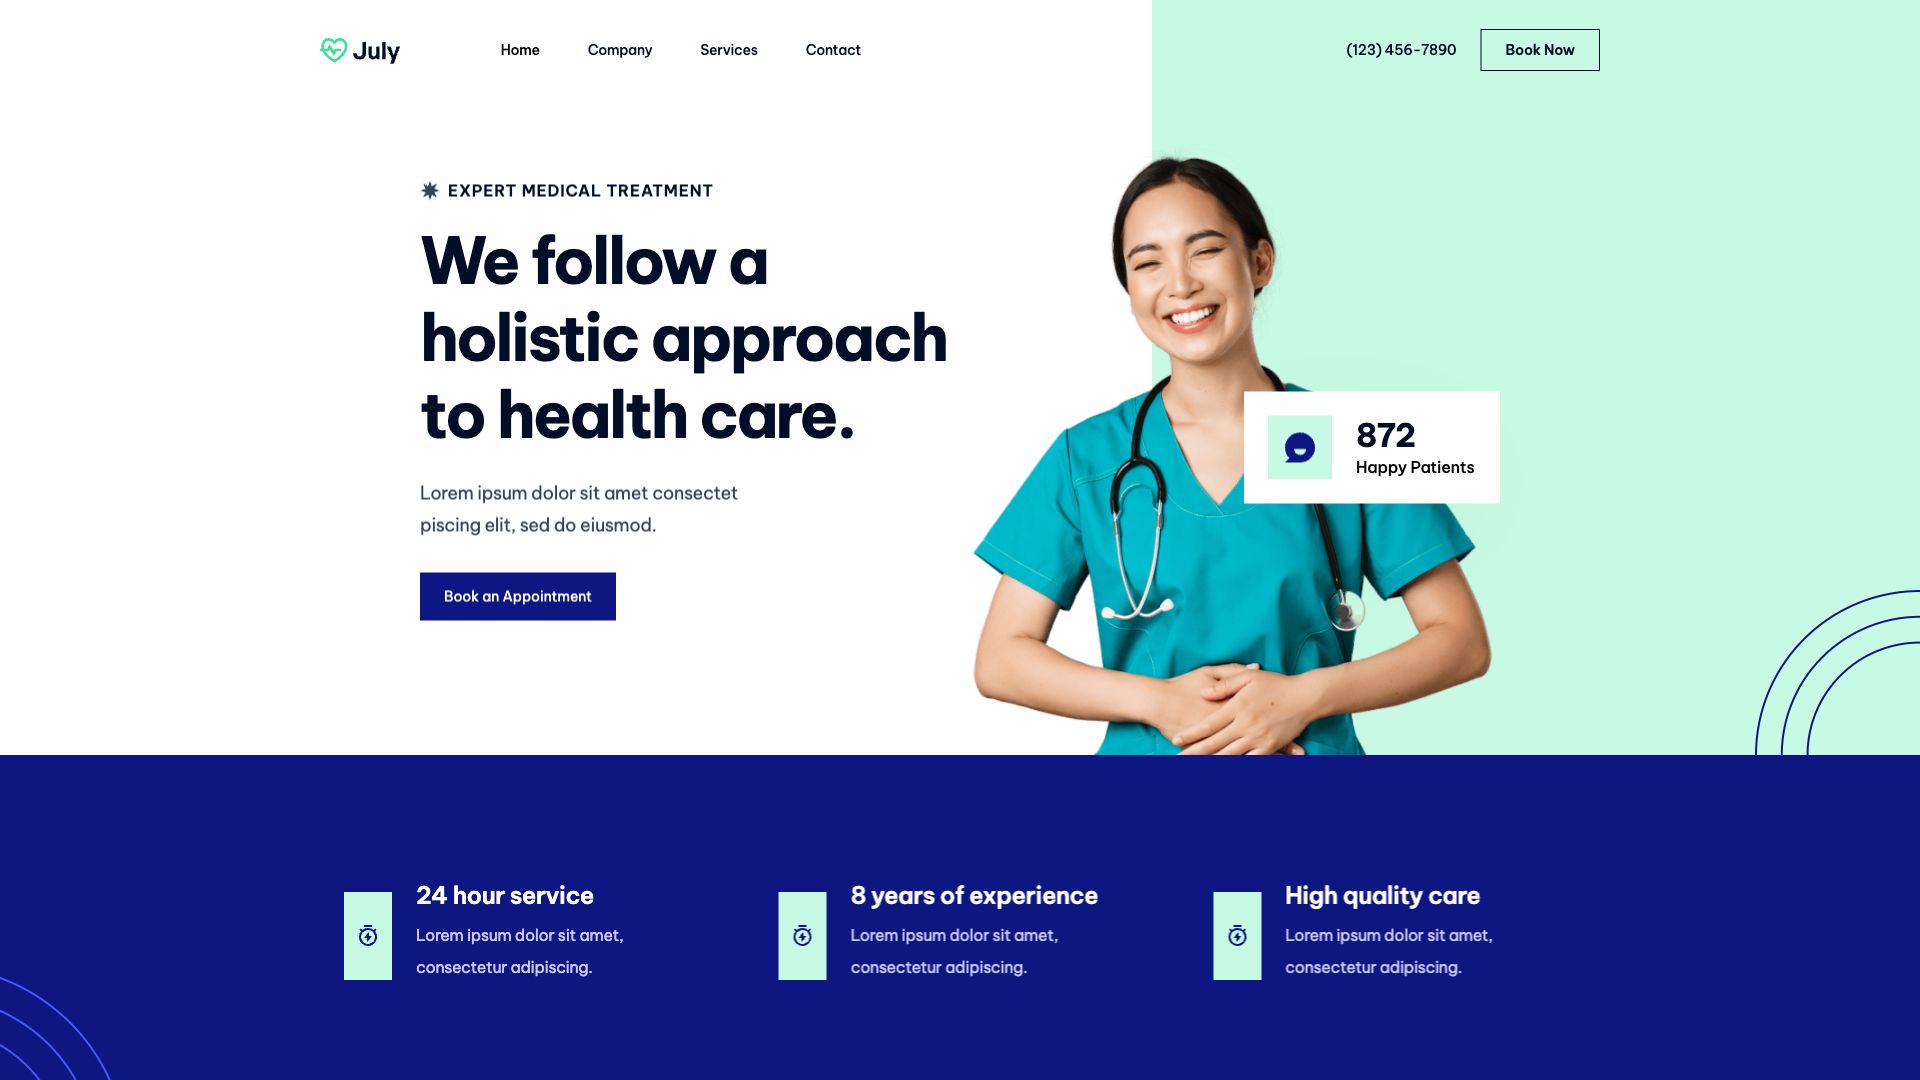 July
Home
Company
Services
Contact
(123) 456-7890
Book Now
EXPERT MEDICAL TREATMENT
We follow a
holistic approach
to health care.
Lorem ipsum dolor sit amet consectet
piscing elit, sed do eiusmod.
Book an Appointment
872
Happy Patients
24 hour service
Lorem ipsum dolor sit amet,
consectetur adipiscing.
8 years of experience
Lorem ipsum dolor sit amet,
consectetur adipiscing.
High quality care
Lorem ipsum dolor sit amet,
consectetur adipiscing.